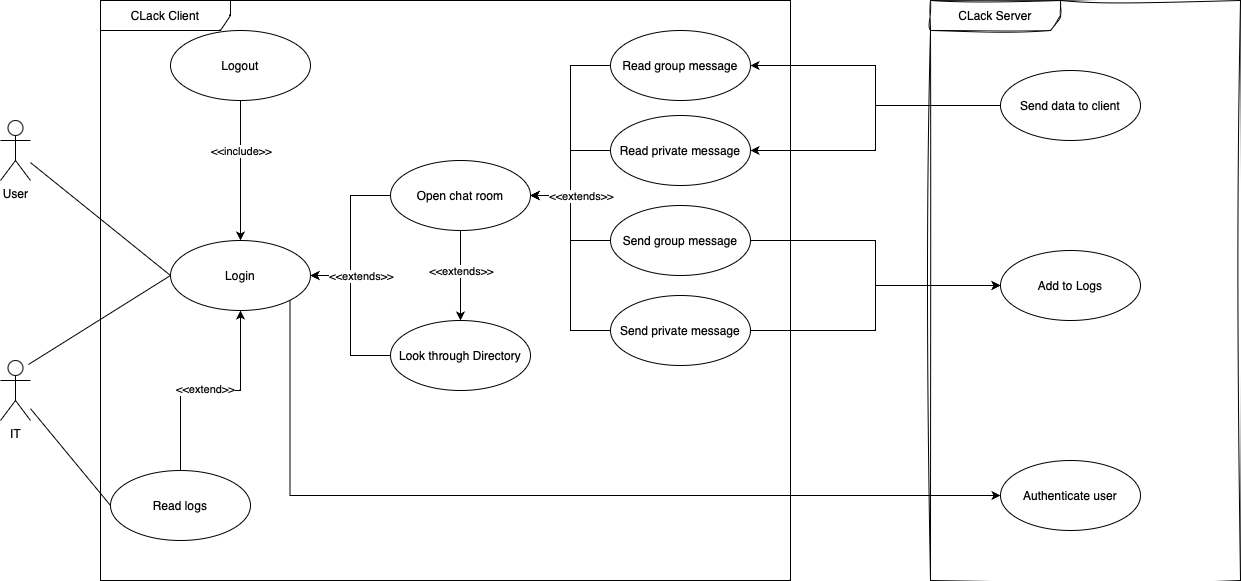 CLack Client
CLack Server
Logout
Read group message
Send data to client
<<include>>
Read private message
User
Open chat room
<<extends>>
Send group message
Login
<<extends>>
<<extends>>
Add to Logs
Send private message
Look through Directory
<<extend>>
IT
Read logs
Authenticate user